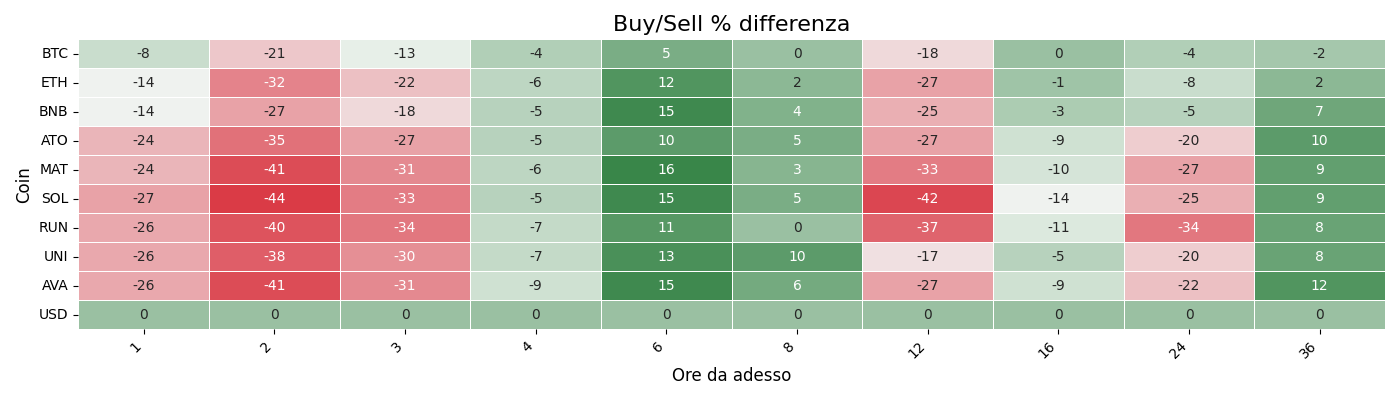 Buy/Sell % differenza
BTC -8 -21 -13 -4 5 0 -18 0 -4 -2
ETH -14 -32 -22 -6 12 2 -27 -1 -8 2
BNB -14 -27 -18 -5 15 4 -25 -3 -5 7
ATO -24 -35 -27 -5 10 5 -27 -9 -20 10
MAT -24 -41 -31 -6 16 3 -33 -10 -27 9
SOL -27 -44 -33 -5 15 5 -42 -14 -25 9
RUN -26 -40 -34 -7 11 0 -37 -11 -34 8
UNI -26 -38 -30 -7 13 10 -17 -5 -20 8
AVA -26 -41 -31 -9 15 6 -27 -9 -22 12
USD 0 0 0 0 0 0 0 0 0 0
Coin
1 2 3 4 6 8 12 16 24 36
Ore da adesso